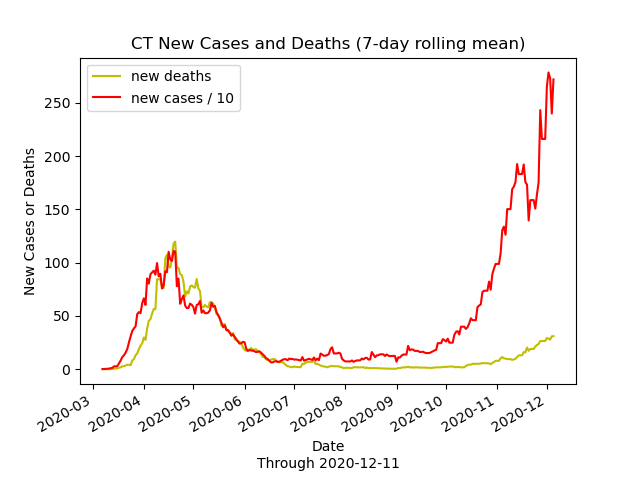 CT New Cases and Deaths (7-day rolling mean)
new deaths
new cases / 10
New Cases or Deaths
250
200
150
100
50
0
2020-03
2020-04
2020-05
2020-06
2020-07
2020-08
2020-09
2020-10
2020-11
2020-12
Date
Through 2020-12-11